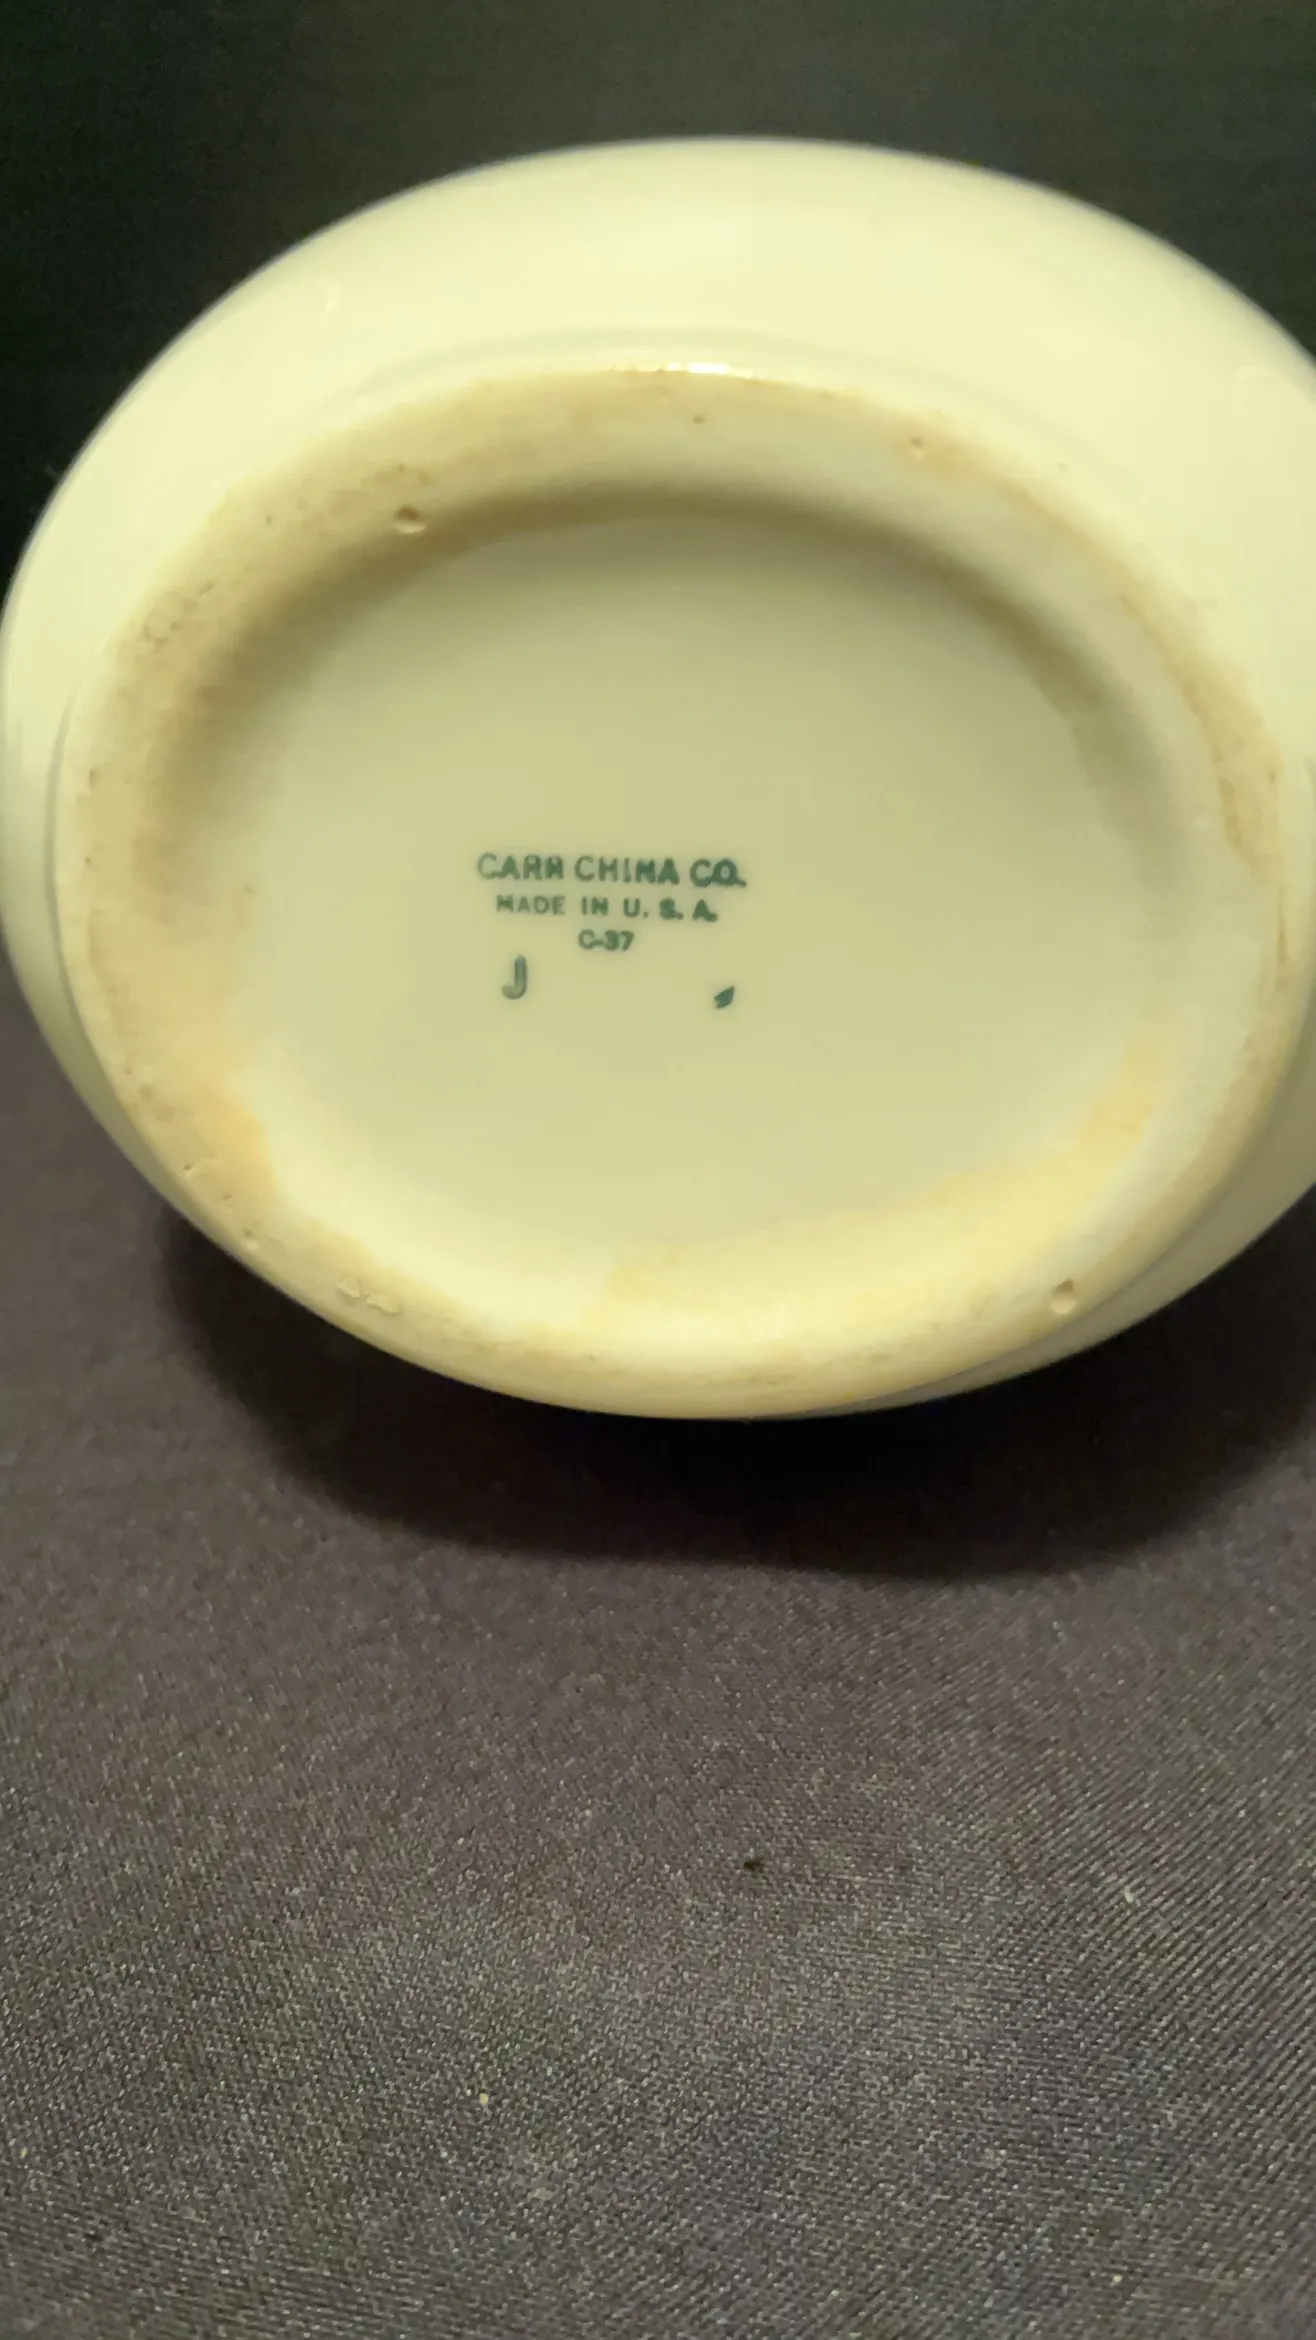 CARR CHINA CO.
MADE IN U. S. A.
C-37
J